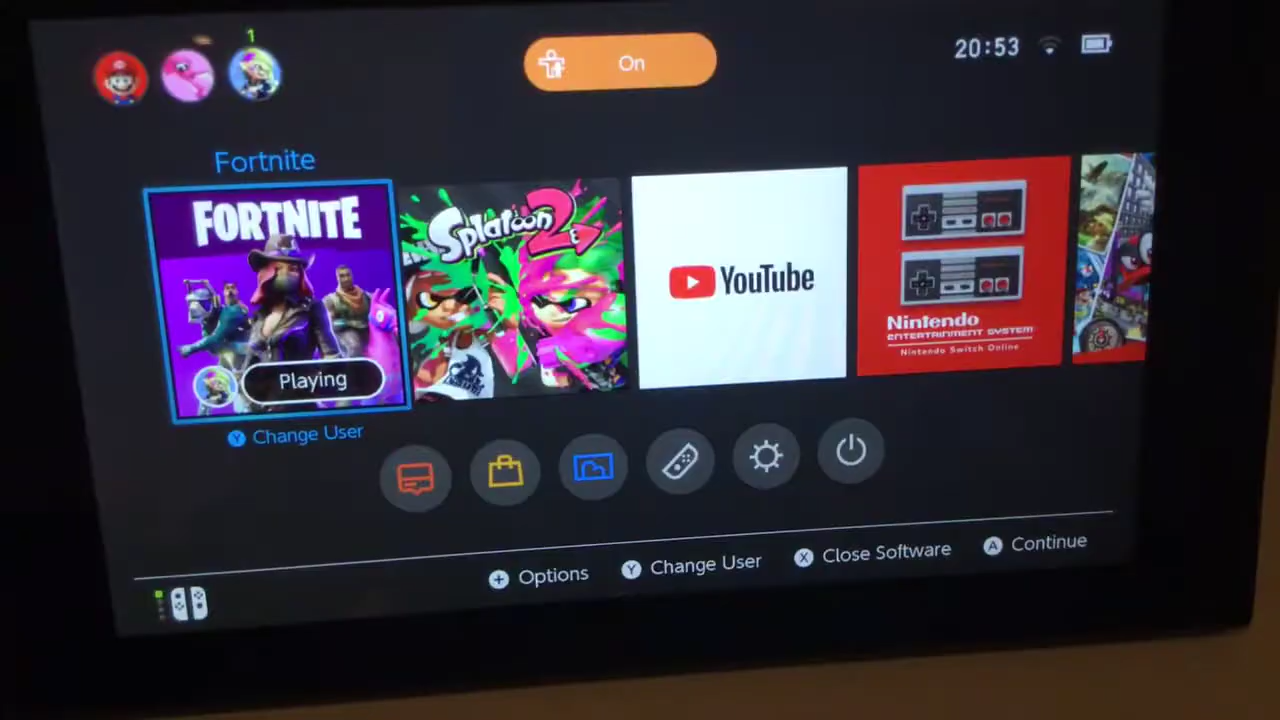 1
On
20:53
Fortnite
FORTNITE
Playing
Splatoon 2
YouTube
Nintendo
ENTERTAINMENT SYSTEM
Nintendo Switch Online
Y Change User
+ Options
Y Change User
X Close Software
A Continue